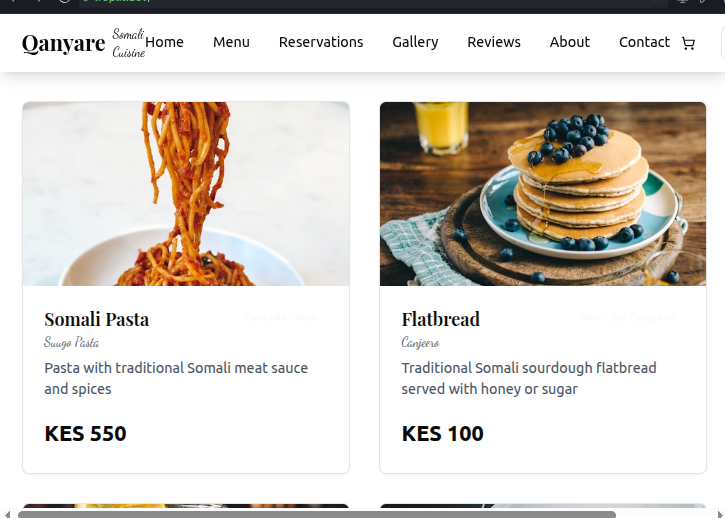 Qanyare
Somali
Cuisine
Home Menu Reservations Gallery Reviews About Contact
Somali Pasta
Suugo Pasta
Pasta with traditional Somali meat sauce
and spices
KES 550
Flatbread
Canjeero
Traditional Somali sourdough flatbread
served with honey or sugar
KES 100